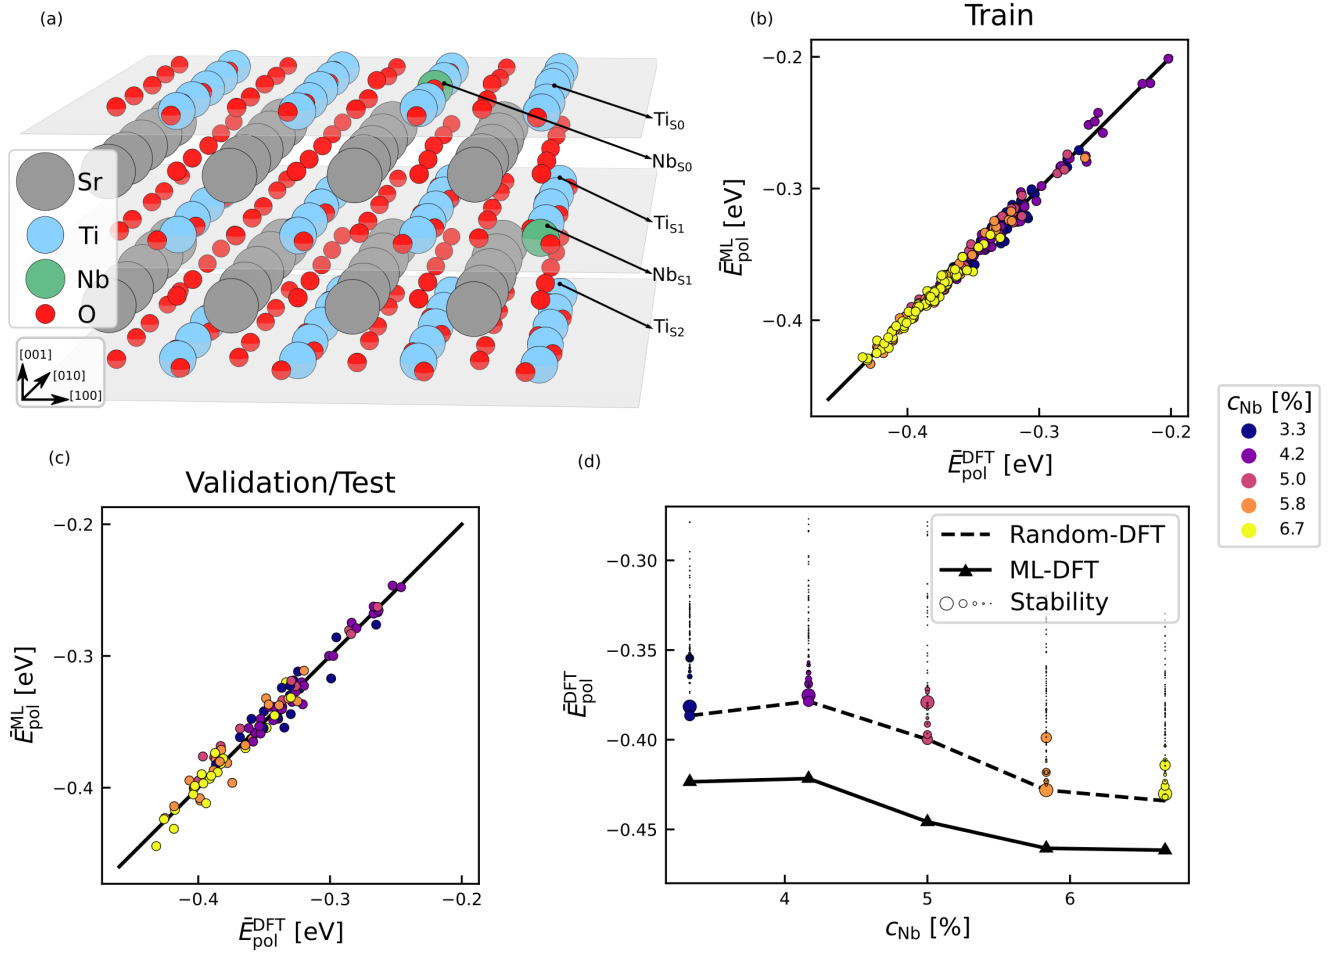 (a)
Ti_S0
Nb_S0
Ti_S1
Nb_S1
Ti_S2
Sr
Ti
Nb
O
[001]
[010]
[100]
(b)
Train
−0.2
−0.3
−0.4
Ē_pol^ML [eV]
−0.4
−0.3
−0.2
Ē_pol^DFT [eV]
c_Nb [%]
3.3
4.2
5.0
5.8
6.7
(c)
Validation/Test
−0.2
−0.3
−0.4
Ē_pol^ML [eV]
−0.4
−0.3
−0.2
Ē_pol^DFT [eV]
(d)
−0.30
−0.35
−0.40
−0.45
Ē_pol^DFT [eV]
Random-DFT
ML-DFT
Stability
4
5
6
c_Nb [%]